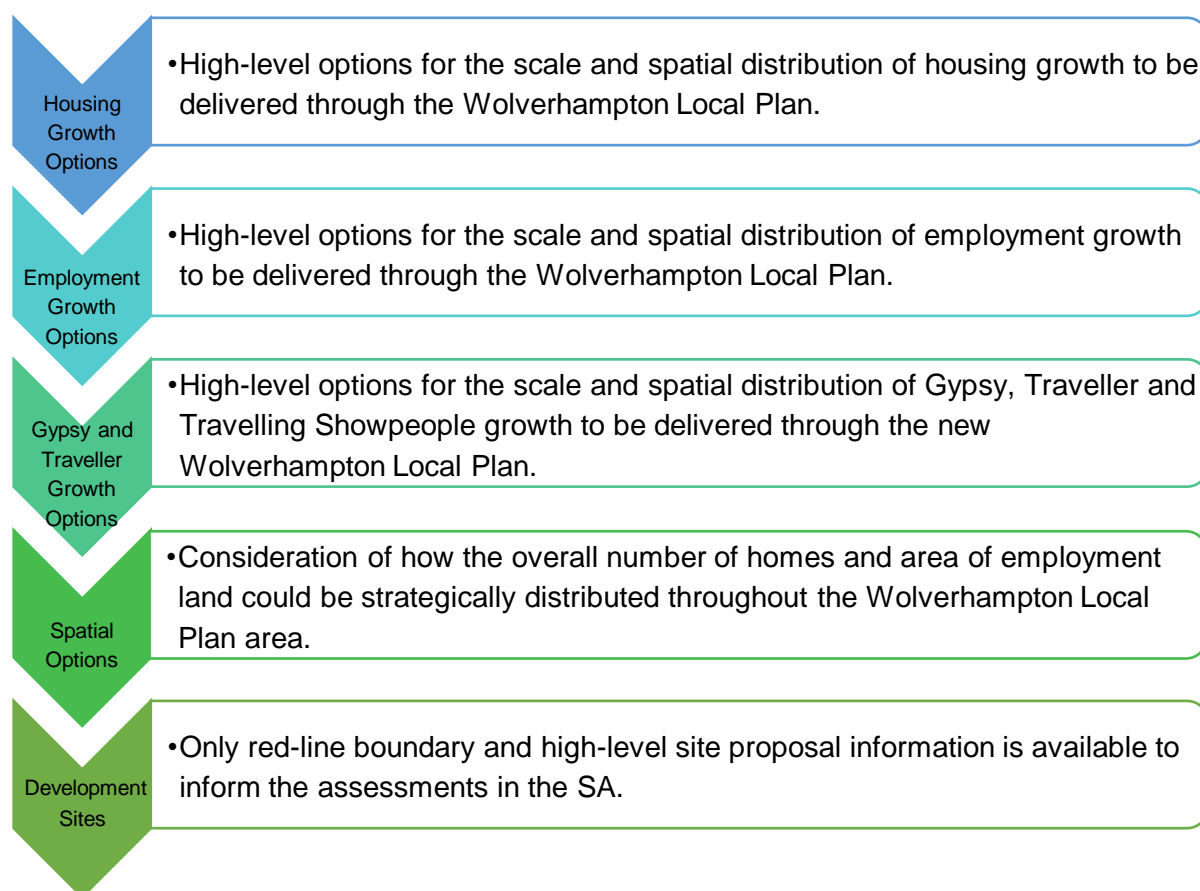 Housing
Growth
Options
•High-level options for the scale and spatial distribution of housing growth to be
delivered through the Wolverhampton Local Plan.
Employment
Growth
Options
•High-level options for the scale and spatial distribution of employment growth
to be delivered through the Wolverhampton Local Plan.
Gypsy and
Traveller
Growth
Options
•High-level options for the scale and spatial distribution of Gypsy, Traveller and
Travelling Showpeople growth to be delivered through the new
Wolverhampton Local Plan.
Spatial
Options
•Consideration of how the overall number of homes and area of employment
land could be strategically distributed throughout the Wolverhampton Local
Plan area.
Development
Sites
•Only red-line boundary and high-level site proposal information is available to
inform the assessments in the SA.